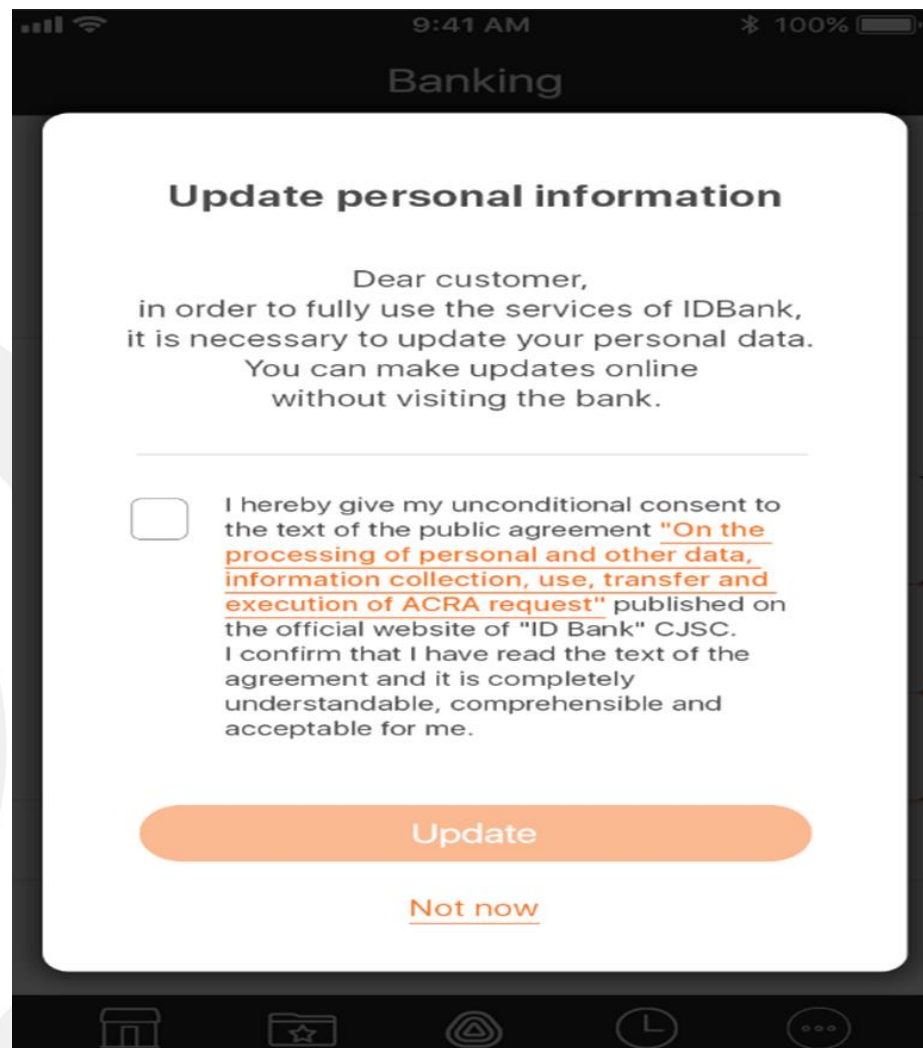 9:41 AM
100%
Banking
Update personal information
Dear customer,
in order to fully use the services of IDBank,
it is necessary to update your personal data.
You can make updates online
without visiting the bank.
I hereby give my unconditional consent to
the text of the public agreement "On the
processing of personal and other data,
information collection, use, transfer and
execution of ACRA request" published on
the official website of "ID Bank" CJSC.
I confirm that I have read the text of the
agreement and it is completely
understandable, comprehensible and
acceptable for me.
Update
Not now